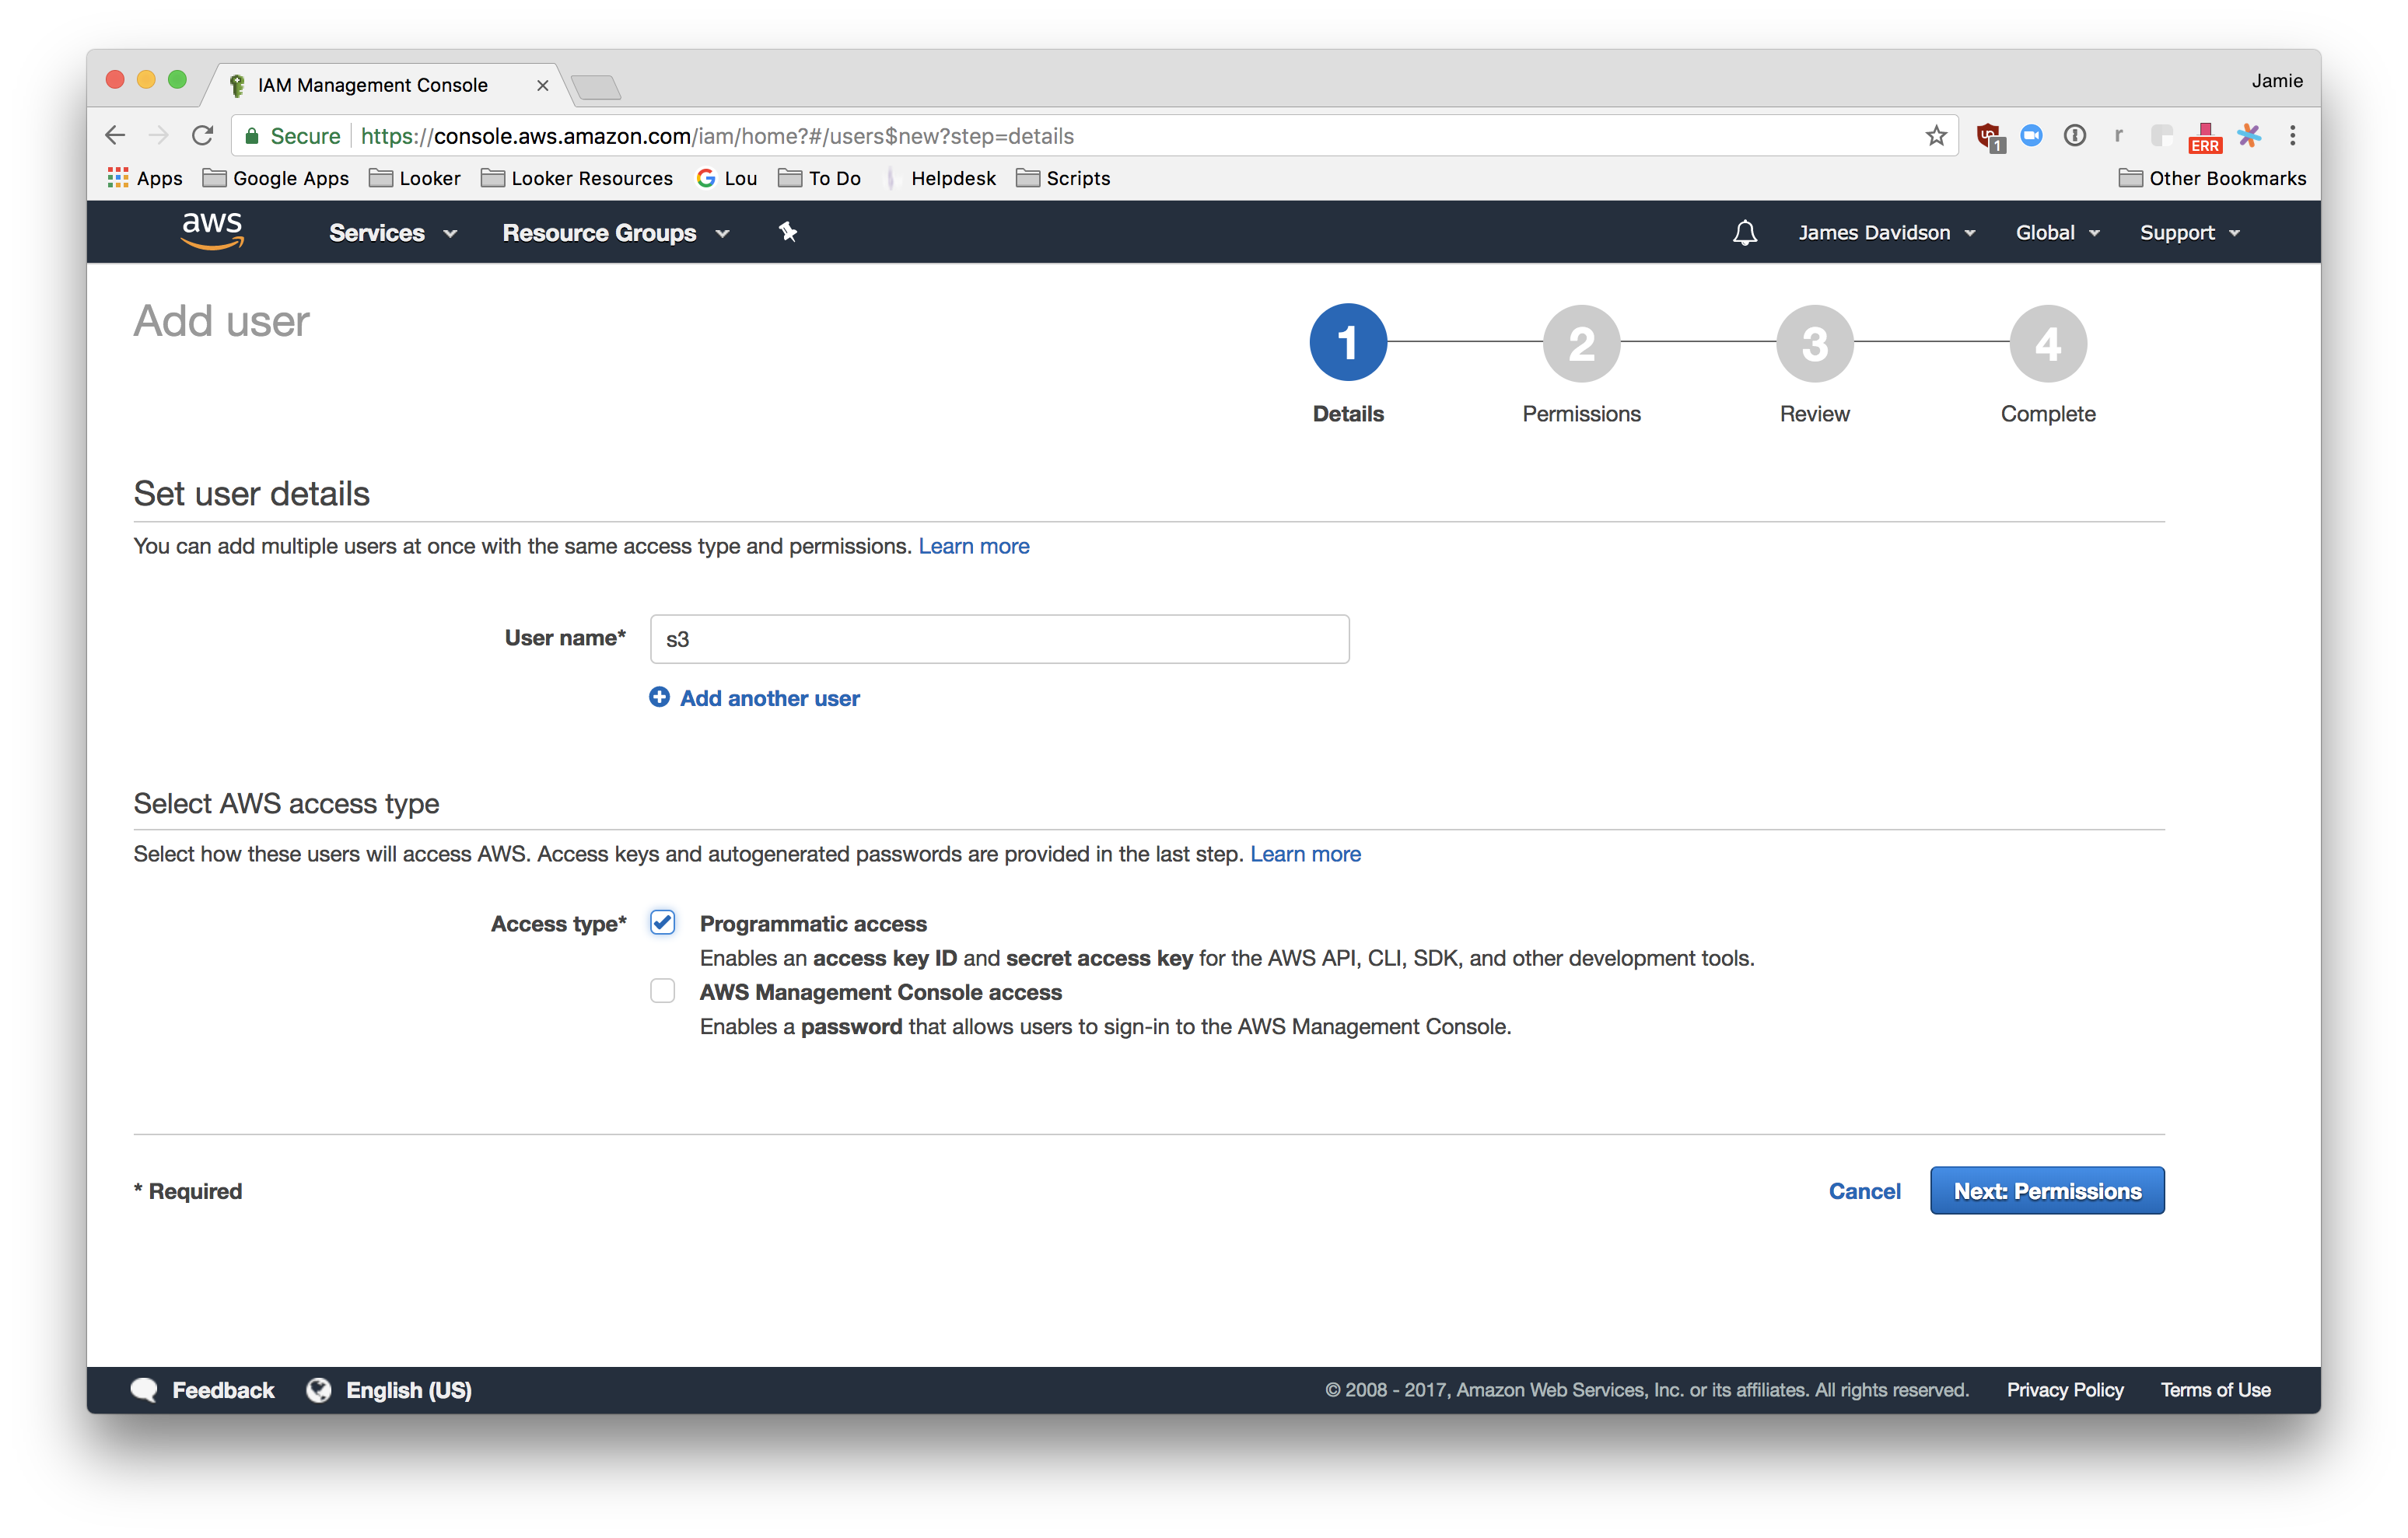 IAM Management Console
Jamie
Secure https://console.aws.amazon.com/iam/home?#/users$new?step=details
1
r
ERR
Apps Google Apps Looker Looker Resources Lou To Do Helpdesk Scripts Other Bookmarks
aws Services Resource Groups James Davidson Global Support
Add user
1 2 3 4
Details Permissions Review Complete
Set user details
You can add multiple users at once with the same access type and permissions. Learn more
User name* s3
Add another user
Select AWS access type
Select how these users will access AWS. Access keys and autogenerated passwords are provided in the last step. Learn more
Access type* Programmatic access
Enables an access key ID and secret access key for the AWS API, CLI, SDK, and other development tools.
AWS Management Console access
Enables a password that allows users to sign-in to the AWS Management Console.
* Required Cancel Next: Permissions
Feedback English (US) © 2008 - 2017, Amazon Web Services, Inc. or its affiliates. All rights reserved. Privacy Policy Terms of Use